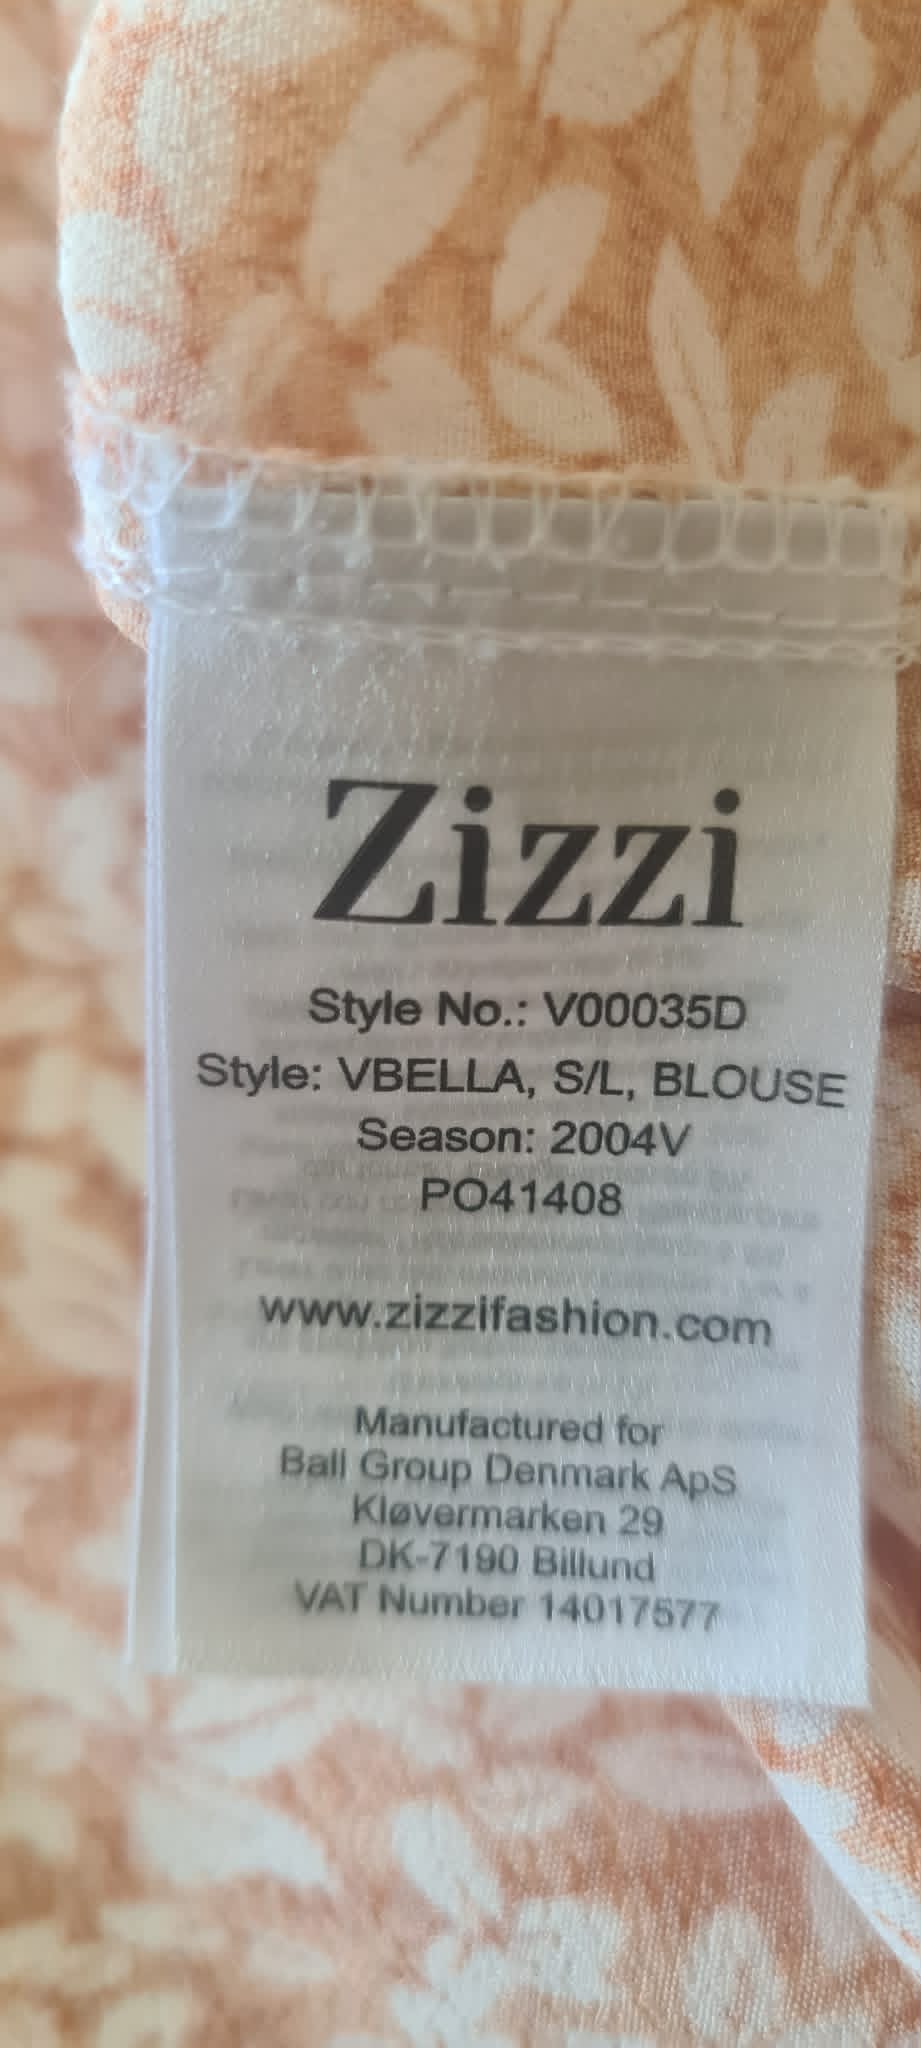 Zizzi
Style No.: V00035D
Style: VBELLA, S/L, BLOUSE
Season: 2004V
PO41408
www.zizzifashion.com
Manufactured for
Ball Group Denmark ApS
Kløvermarken 29
DK-7190 Billund
VAT Number 14017577